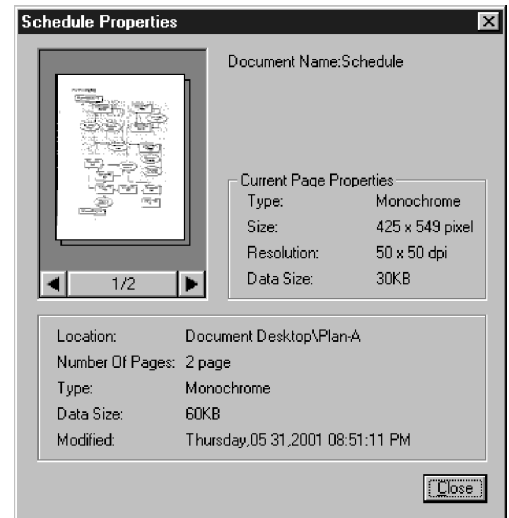 Schedule Properties
Document Name:Schedule
Current Page Properties
Type: Monochrome
Size: 425 x 549 pixel
Resolution: 50 x 50 dpi
Data Size: 30KB
1/2
Location: Document Desktop\Plan-A
Number Of Pages: 2 page
Type: Monochrome
Data Size: 60KB
Modified: Thursday,05 31,2001 08:51:11 PM
Close